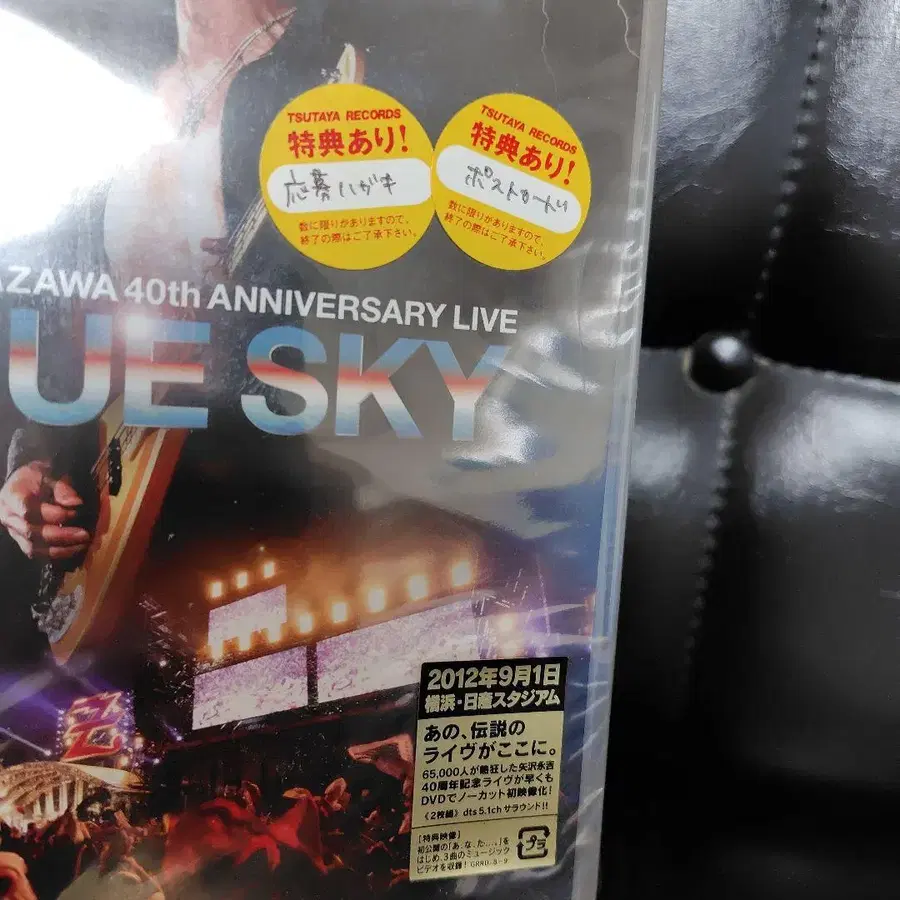 TSUTAYA RECORDS
特典あり!
応募ハガキ
数に限りがありますので、
終了の際はご了承下さい。
TSUTAYA RECORDS
特典あり!
ポストカード
数に限りがありますので、
終了の際はご了承下さい。
AZAWA 40th ANNIVERSARY LIVE
UE SKY
Z
2012年9月1日
横浜・日産スタジアム
あの、伝説の
ライヴがここに。
65,000人が熱狂した矢沢永吉
40周年記念ライヴが早くも
DVDでノーカット初映像化!
《2枚組》dts 5.1ch サラウンド!!
[特典映像]
初公開の「あ.な.た...。」を
はじめ、3曲のミュージック
ビデオを収録! GRRD-8-9
プラ